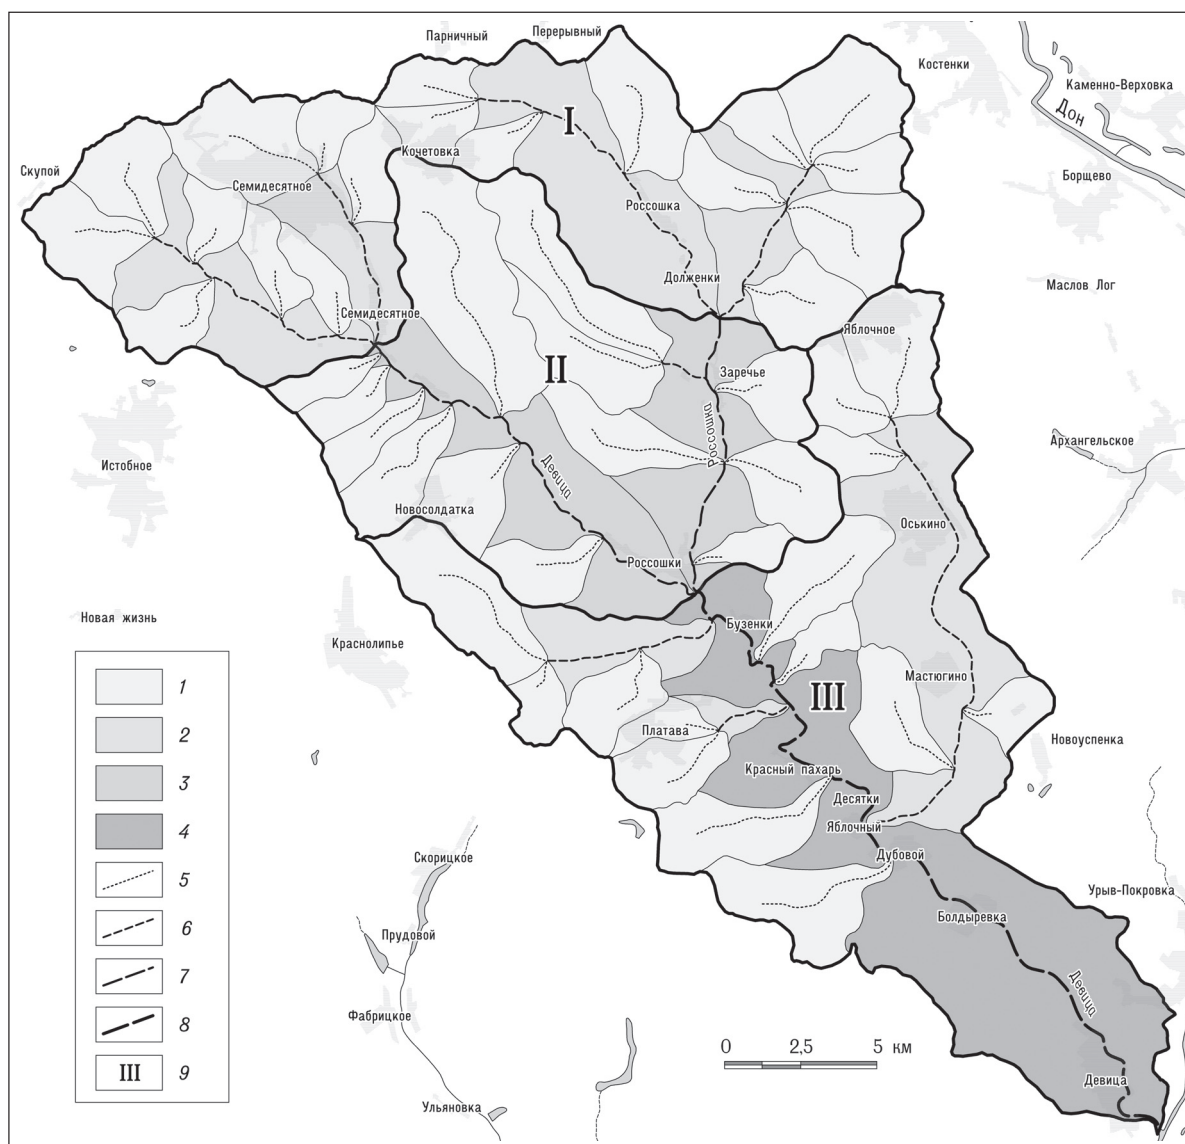 Парничный
Перерывный
Костенки
Каменно-Верховка
Дон
I
Кочетовка
Скупой
Семидесятное
Борщево
Россошка
Долженки
Маслов Лог
Семидесятное
Яблочное
II
Заречье
Россошка
Архангельское
Истобное
Девица
Новосолдатка
Оськино
Россошки
Новая жизнь
Бузенки
Краснолипье
Мастюгино
III
Платава
Новоуспенка
Красный пахарь
Десятки
Яблочный
Дубовой
Скорицкое
Урыв-Покровка
Болдыревка
Прудовой
Девица
Фабрицкое
0 2,5 5 км
Девица
Ульяновка
1
2
3
4
5
6
7
8
III 9